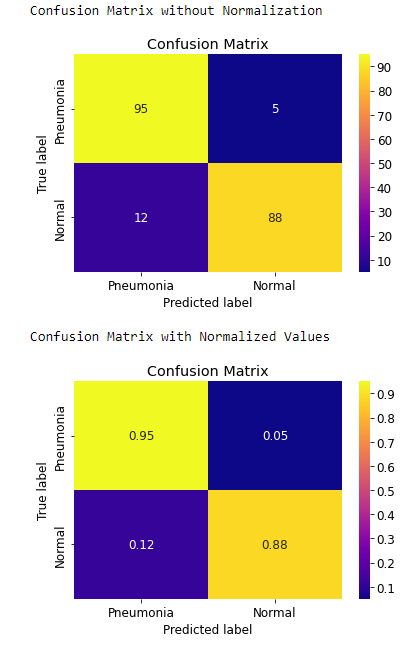 Confusion Matrix without Normalization
Confusion Matrix
True label
Pneumonia
Normal
95 5
12 88
90
80
70
60
50
40
30
20
10
Pneumonia Normal
Predicted label
Confusion Matrix with Normalized Values
Confusion Matrix
True label
Pneumonia
Normal
0.95 0.05
0.12 0.88
0.9
0.8
0.7
0.6
0.5
0.4
0.3
0.2
0.1
Pneumonia Normal
Predicted label